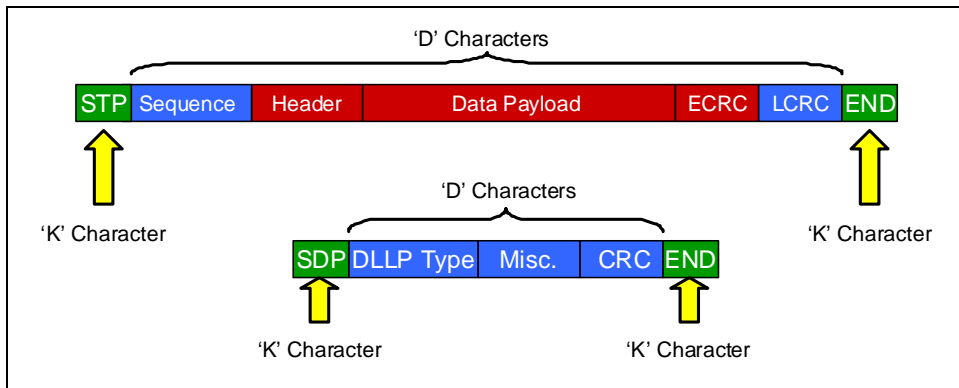 ‘D’ Characters
STP Sequence Header Data Payload ECRC LCRC END
‘K’ Character ‘K’ Character
‘D’ Characters
SDP DLLP Type Misc. CRC END
‘K’ Character ‘K’ Character